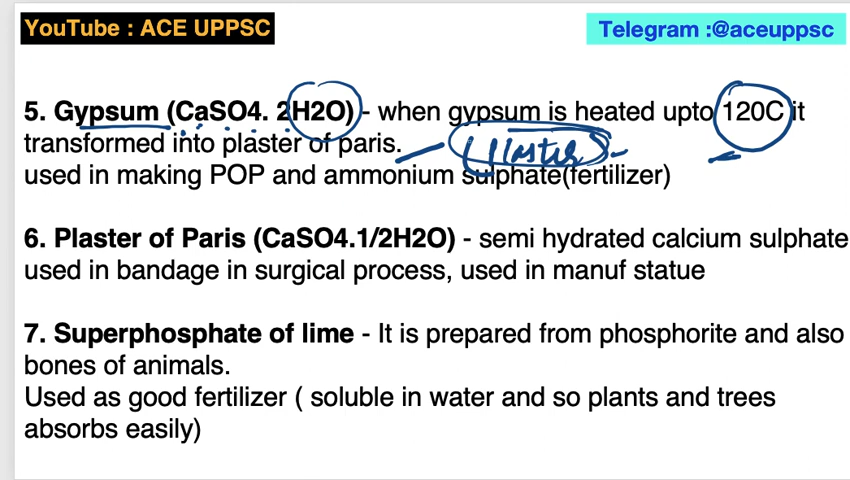 YouTube : ACE UPPSC
Telegram :@aceuppsc
5. Gypsum (CaSO4. 2H2O) - when gypsum is heated upto 120C it
transformed into plaster of paris.
Plaster
used in making POP and ammonium sulphate(fertilizer)
6. Plaster of Paris (CaSO4.1/2H2O) - semi hydrated calcium sulphate
used in bandage in surgical process, used in manuf statue
7. Superphosphate of lime - It is prepared from phosphorite and also
bones of animals.
Used as good fertilizer ( soluble in water and so plants and trees
absorbs easily)